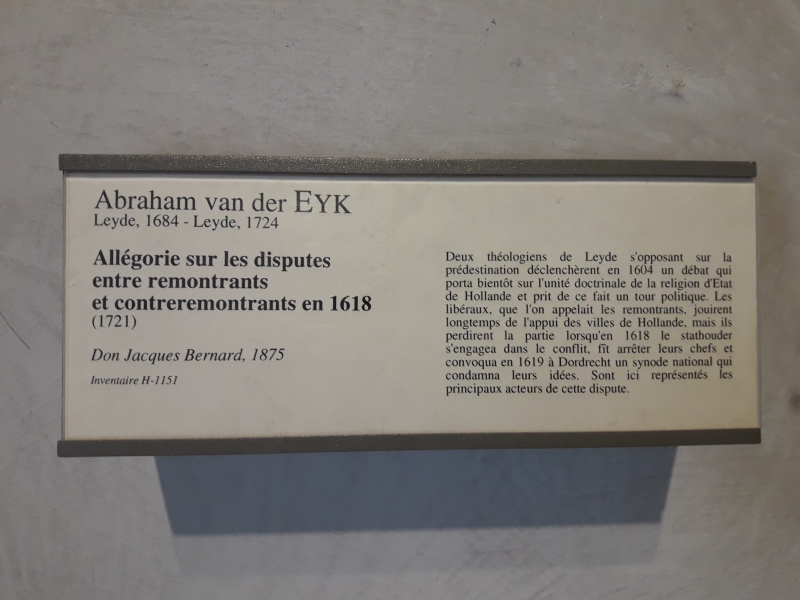 Abraham van der EYK
Leyde, 1684 - Leyde, 1724
Allégorie sur les disputes
entre remontrants
et contreremontrants en 1618
(1721)
Don Jacques Bernard, 1875
Inventaire H-1151
Deux théologiens de Leyde s'opposant sur la
prédestination déclenchèrent en 1604 un débat qui
porta bientôt sur l'unité doctrinale de la religion d'Etat
de Hollande et prit de ce fait un tour politique. Les
libéraux, que l'on appelait les remontrants, jouirent
longtemps de l'appui des villes de Hollande, mais ils
perdirent la partie lorsqu'en 1618 le stathouder
s'engagea dans le conflit, fît arrêter leurs chefs et
convoqua en 1619 à Dordrecht un synode national qui
condamna leurs idées. Sont ici représentés les
principaux acteurs de cette dispute.